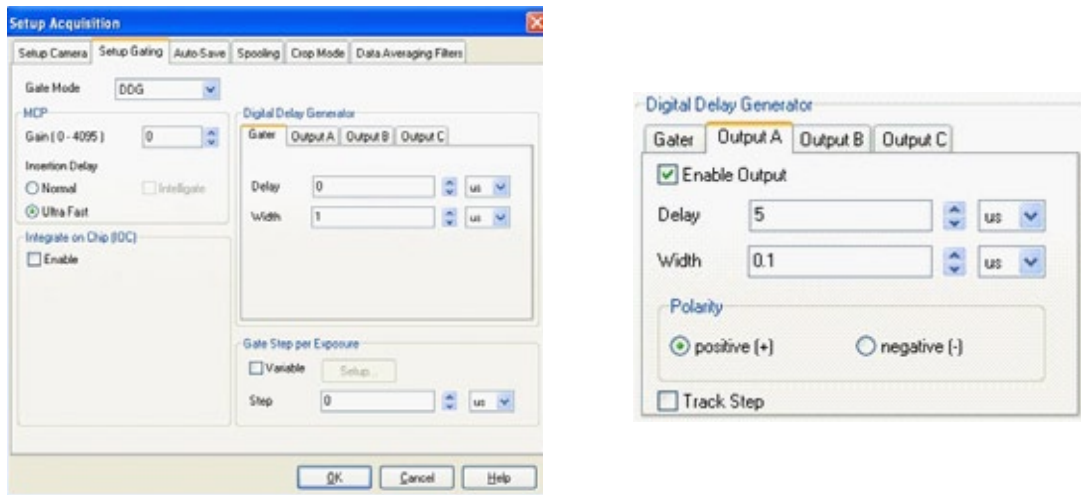 Setup Acquisition
Setup Camera Setup Gating Auto-Save Spooling Crop Mode Data Averaging Filters
Gate Mode DDG
MCP
Gain ( 0 - 4095 ) 0
Insertion Delay
Normal Intelligate
Ultra Fast
Integrate on Chip (IOC)
Enable
Digital Delay Generator
Gater Output A Output B Output C
Delay 0 us
Width 1 us
Gate Step per Exposure
Variable Setup...
Step 0 us
OK Cancel Help
Digital Delay Generator
Gater Output A Output B Output C
Enable Output
Delay 5 us
Width 0.1 us
Polarity
positive (+) negative (-)
Track Step